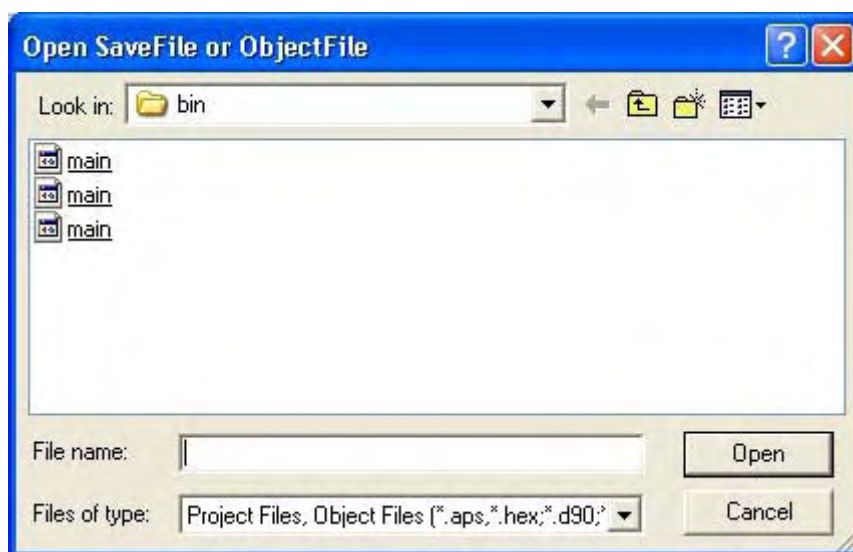 Open SaveFile or ObjectFile
Look in: bin
main
main
main
File name: Open
Files of type: Project Files, Object Files (*.aps,*.hex;*.d90;* Cancel